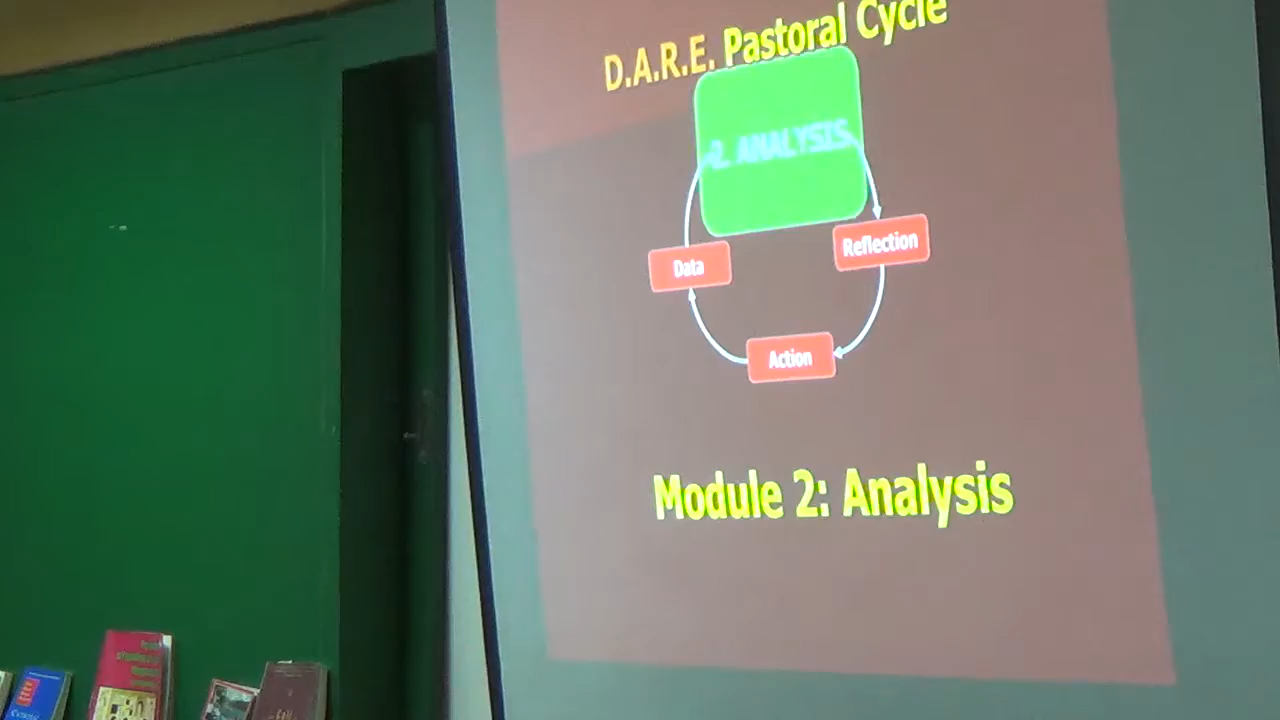 D.A.R.E. Pastoral Cycle
2. ANALYSIS
Data
Reflection
Action
Module 2: Analysis